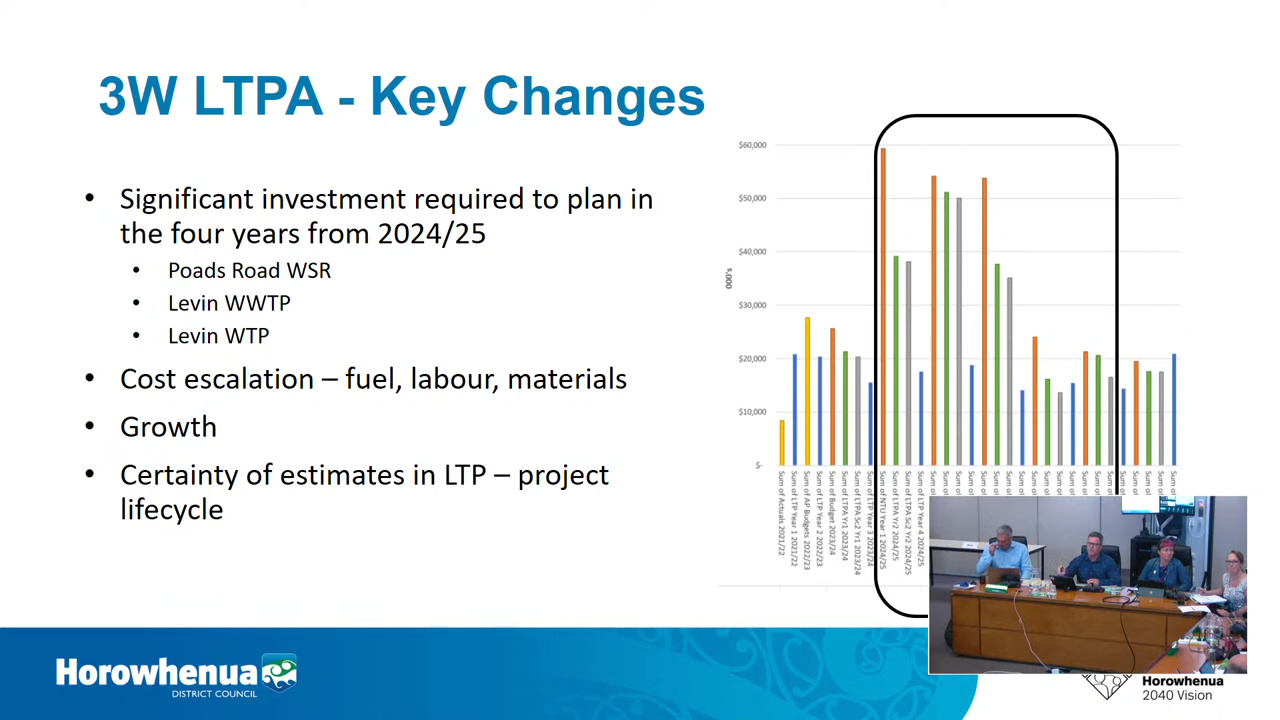 3W LTPA - Key Changes
• Significant investment required to plan in
the four years from 2024/25
• Poads Road WSR
• Levin WWTP
• Levin WTP
• Cost escalation – fuel, labour, materials
• Growth
• Certainty of estimates in LTP – project
lifecycle
$60,000
$50,000
$40,000
$30,000
$20,000
$10,000
$-
000's
Sum of Actuals 2021/22
Sum of LTP Year 1 2021/22
Sum of AP Budgets 2022/23
Sum of LTP Year 2 2022/23
Sum of Budget 2023/24
Sum of LTPA Yr1 2023/24
Sum of LTPA Sc2 Yr1 2023/24
Sum of LTP Year 3 2023/24
Sum of NTU Year 1 2024/25
Sum of LTPA Yr2 2024/25
Sum of LTPA Sc2 Yr2 2024/25
Sum of LTP Year 4 2024/25
Horowhenua
DISTRICT COUNCIL
Horowhenua
2040 Vision